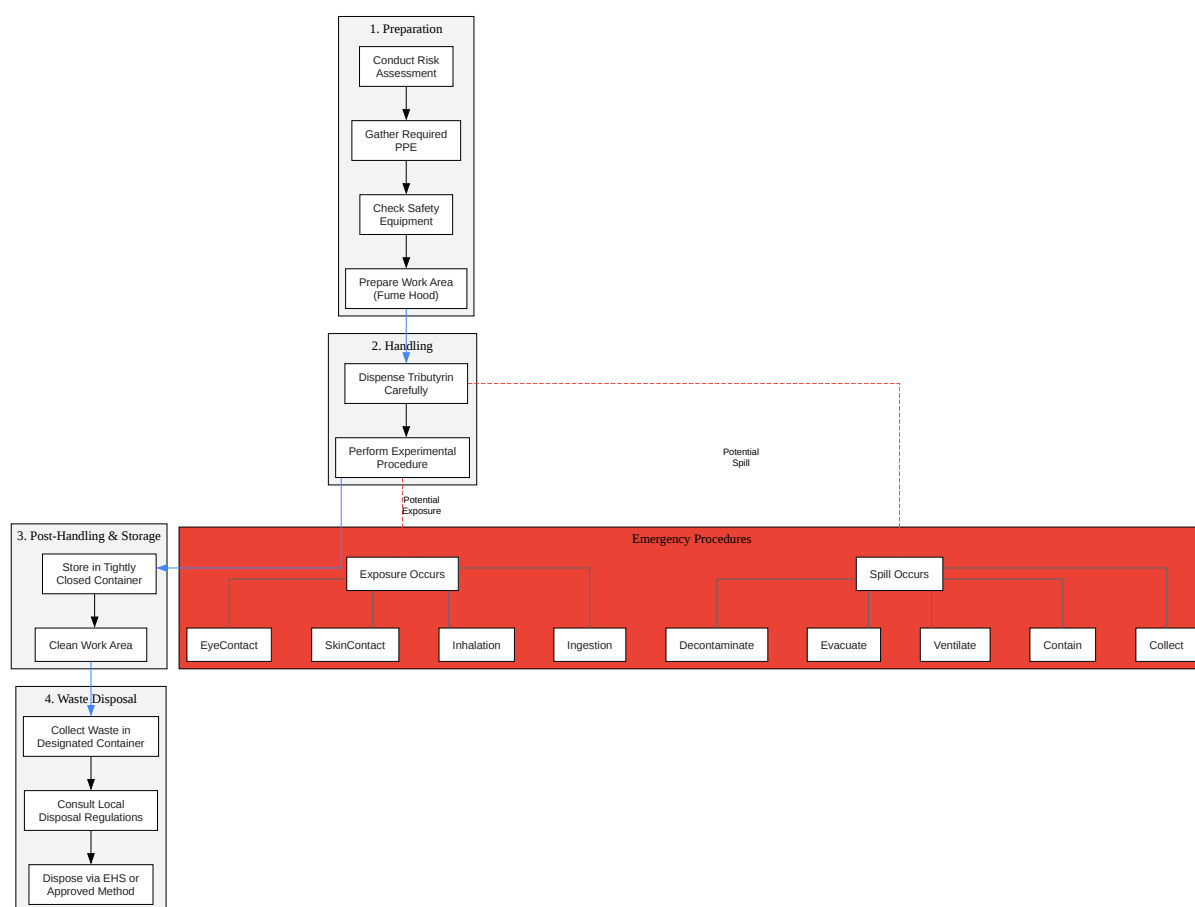 1. Preparation
Conduct Risk
Assessment
Gather Required
PPE
Check Safety
Equipment
Prepare Work Area
(Fume Hood)
2. Handling
Dispense Tributyrin
Carefully
Perform Experimental
Procedure
Potential
Spill
Potential
Exposure
3. Post-Handling & Storage
Store in Tightly
Closed Container
Clean Work Area
Emergency Procedures
Exposure Occurs
Spill Occurs
EyeContact
SkinContact
Inhalation
Ingestion
Decontaminate
Evacuate
Ventilate
Contain
Collect
4. Waste Disposal
Collect Waste in
Designated Container
Consult Local
Disposal Regulations
Dispose via EHS or
Approved Method